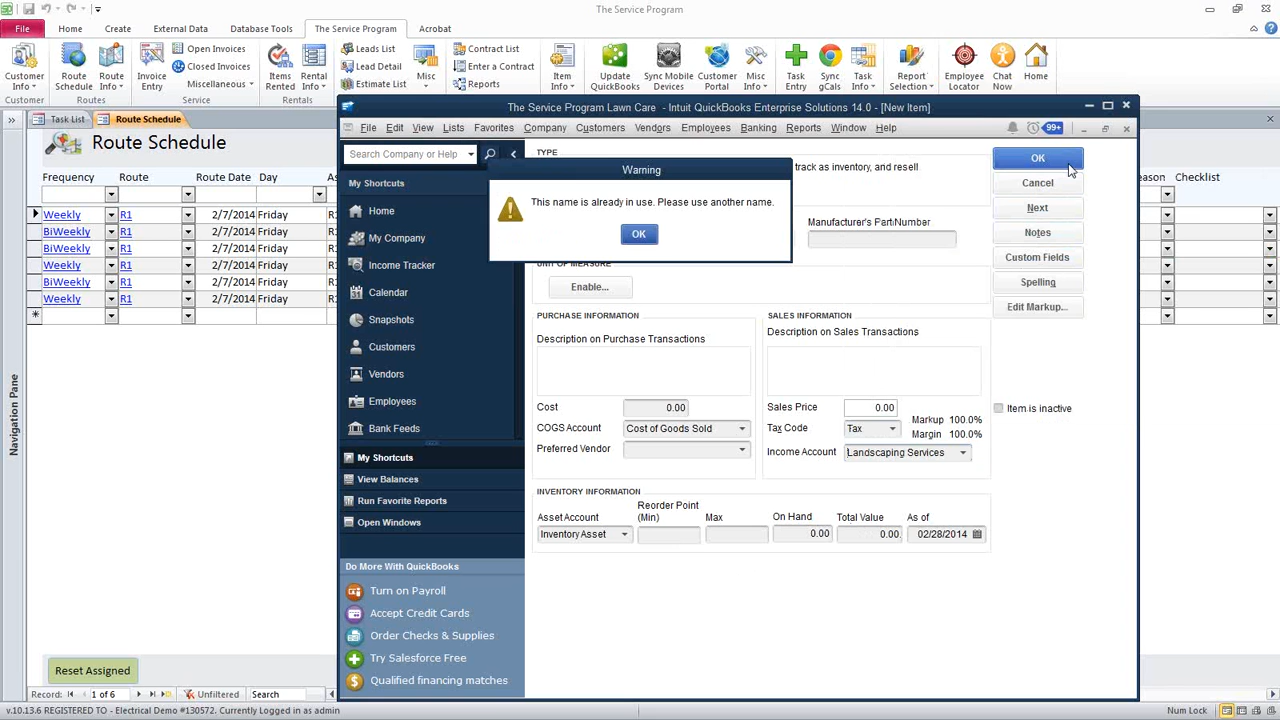 The Service Program
File Home Create External Data Database Tools The Service Program Acrobat
Customer Info
Route Schedule
Route Info
Invoice Entry
Open Invoices
Closed Invoices
Miscellaneous
Items Rented
Rental Info
Leads List
Lead Detail
Estimate List
Misc
Contract List
Enter a Contract
Reports
Item Info
Update QuickBooks
Sync Mobile Devices
Customer Portal
Misc Info
Task Entry
Sync Gcals
Task Info
Report Selection
Employee Locator
Chat Now
Home
Customer Routes Service Rentals
Task List Route Schedule
Route Schedule
Frequency Route Route Date Day
Weekly R1 2/7/2014 Friday
BiWeekly R1 2/7/2014 Friday
BiWeekly R1 2/7/2014 Friday
Weekly R1 2/7/2014 Friday
BiWeekly R1 2/7/2014 Friday
Weekly R1 2/7/2014 Friday
Checklist
Navigation Pane
Reset Assigned
Record: 1 of 6 Unfiltered Search
v.10.13.6 REGISTERED TO - Electrical Demo #130572. Currently Logged in as admin
Num Lock
The Service Program Lawn Care - Intuit QuickBooks Enterprise Solutions 14.0 - [New Item]
File Edit View Lists Favorites Company Customers Vendors Employees Banking Reports Window Help
99+
Search Company or Help
My Shortcuts
Home
My Company
Income Tracker
Calendar
Snapshots
Customers
Vendors
Employees
Bank Feeds
My Shortcuts
View Balances
Run Favorite Reports
Open Windows
Do More With QuickBooks
Turn on Payroll
Accept Credit Cards
Order Checks & Supplies
Try Salesforce Free
Qualified financing matches
TYPE
track as inventory, and resell
Warning
This name is already in use. Please use another name.
OK
Manufacturer's Part Number
UNIT OF MEASURE
Enable...
PURCHASE INFORMATION
Description on Purchase Transactions
Cost 0.00
COGS Account Cost of Goods Sold
Preferred Vendor
SALES INFORMATION
Description on Sales Transactions
Sales Price 0.00
Tax Code Tax
Markup 100.0%
Margin 100.0%
Income Account Landscaping Services
INVENTORY INFORMATION
Asset Account
Inventory Asset
Reorder Point (Min)
Max
On Hand
0.00
Total Value
0.00
As of
02/28/2014
OK
Cancel
Next
Notes
Custom Fields
Spelling
Edit Markup...
Item is inactive